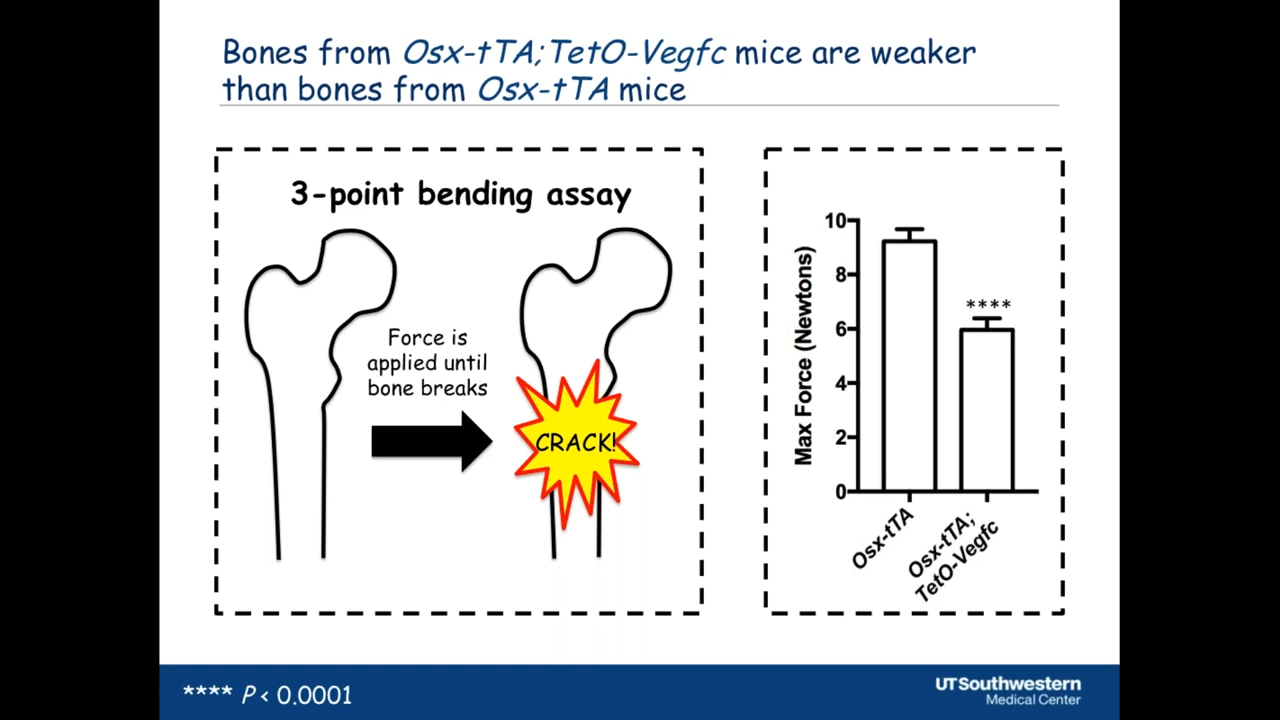 Bones from Osx-tTA;TetO-Vegfc mice are weaker
than bones from Osx-tTA mice
3-point bending assay
Force is
applied until
bone breaks
CRACK!
Max Force (Newtons)
10
8
6
4
2
0
****
Osx-tTA
Osx-tTA;
TetO-Vegfc
**** P < 0.0001
UTSouthwestern
Medical Center